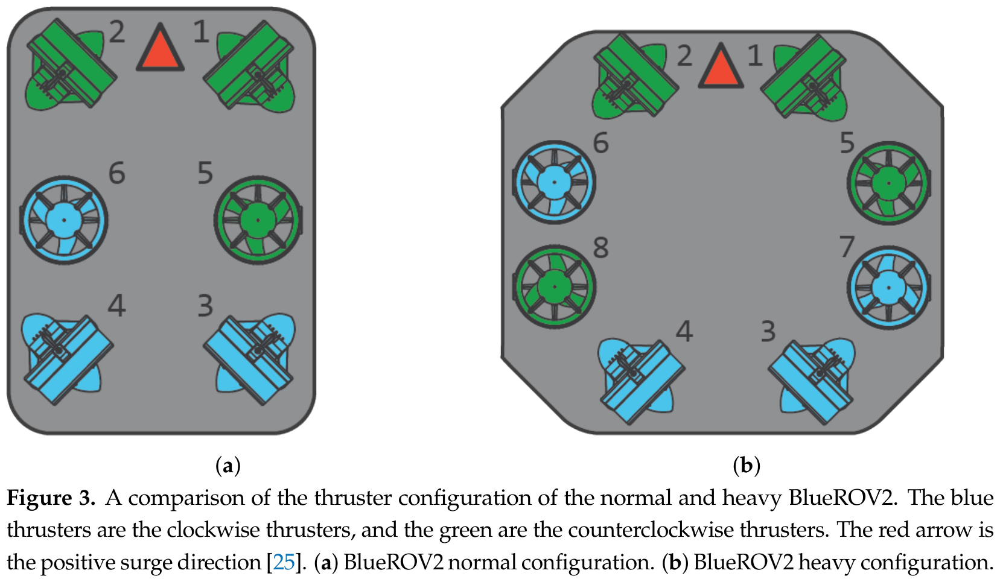 2 1
6 5
4 3
2 1
6 5
8 7
4 3
(a) (b)
Figure 3. A comparison of the thruster configuration of the normal and heavy BlueROV2. The blue
thrusters are the clockwise thrusters, and the green are the counterclockwise thrusters. The red arrow is
the positive surge direction [25]. (a) BlueROV2 normal configuration. (b) BlueROV2 heavy configuration.